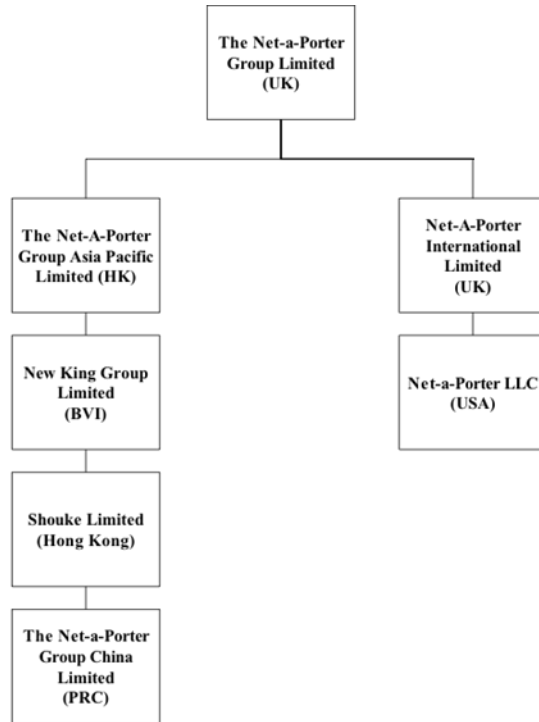 The Net-a-Porter
Group Limited
(UK)
The Net-A-Porter
Group Asia Pacific
Limited (HK)
Net-A-Porter
International
Limited
(UK)
New King Group
Limited
(BVI)
Net-a-Porter LLC
(USA)
Shouke Limited
(Hong Kong)
The Net-a-Porter
Group China
Limited
(PRC)